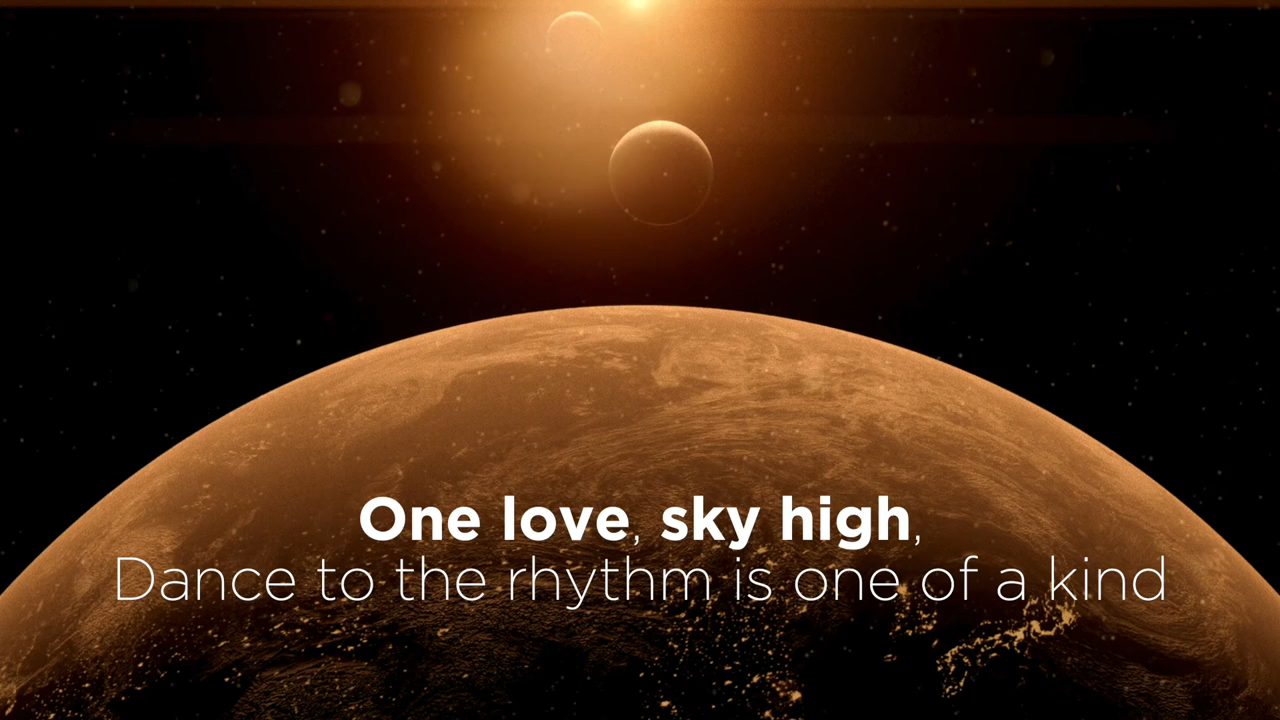 One love, sky high,
Dance to the rhythm is one of a kind